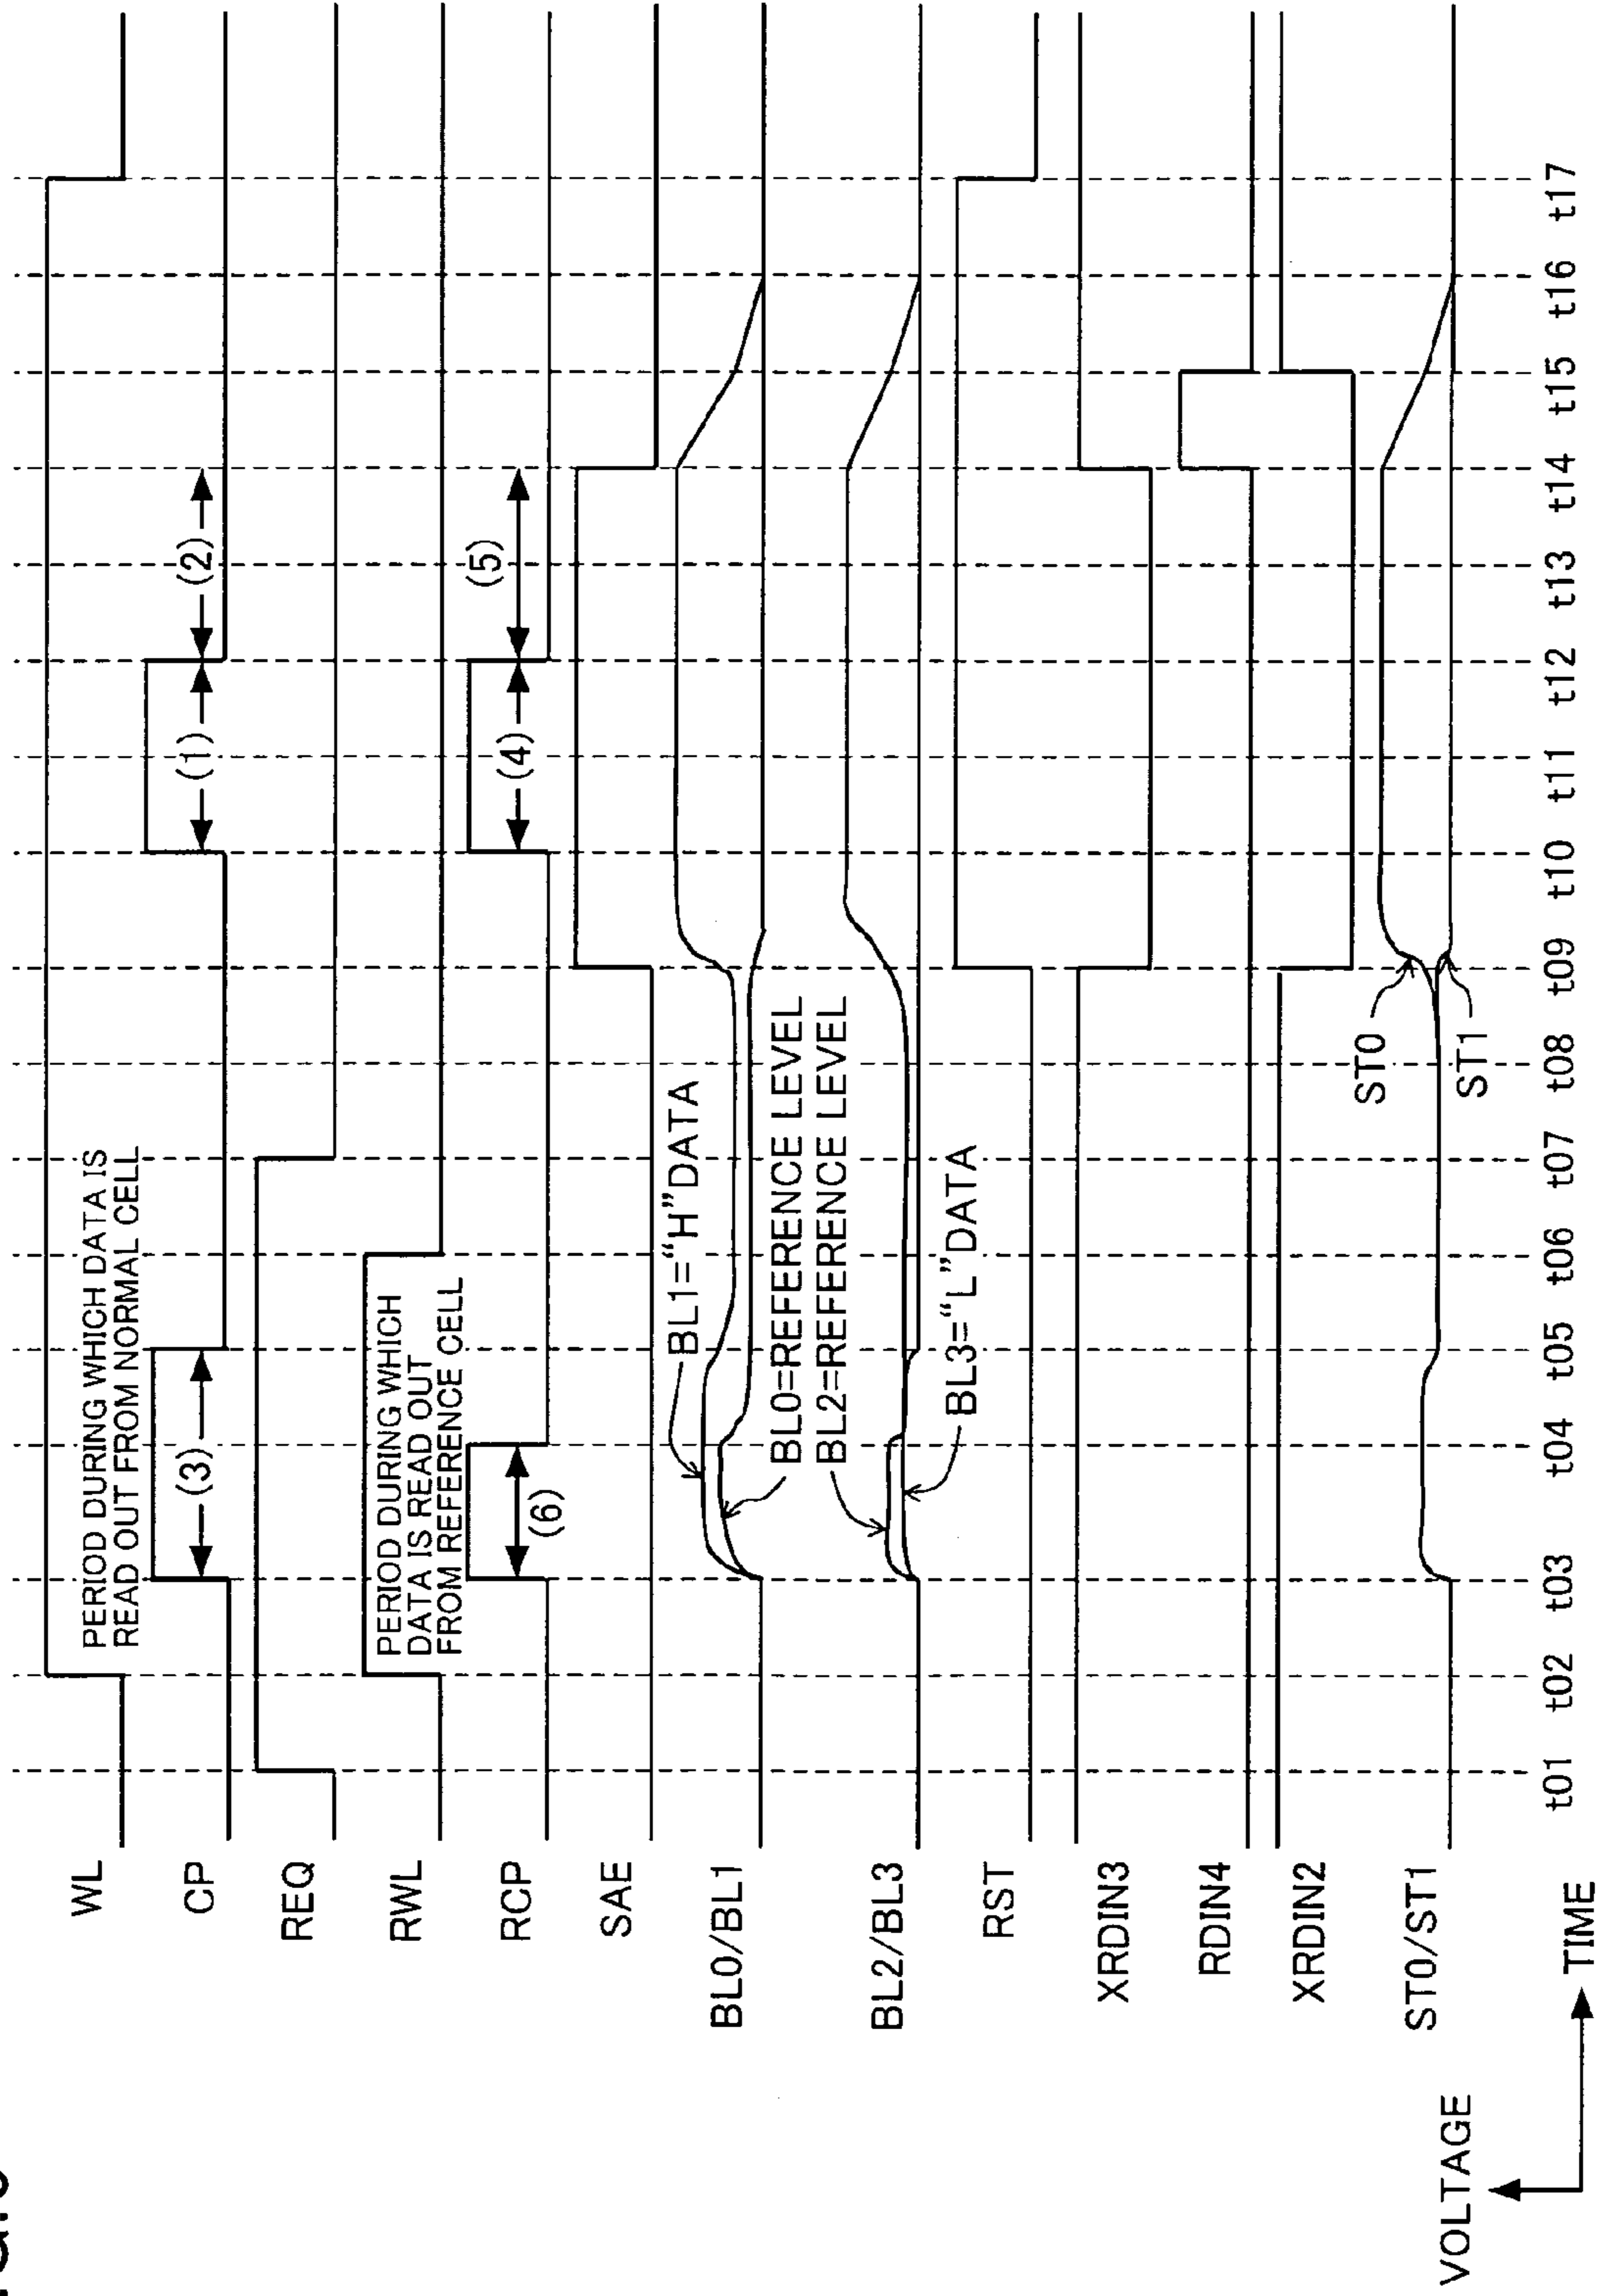 WL
PERIOD DURING WHICH DATA IS
READ OUT FROM NORMAL CELL
CP
(3)
(1)
(2)
REQ
RWL
PERIOD DURING WHICH
DATA IS READ OUT
FROM REFERENCE CELL
RCP
(6)
(4)
(5)
SAE
BL0/BL1
BL1="H"DATA
BL0=REFERENCE LEVEL
BL2=REFERENCE LEVEL
BL2/BL3
BL3="L"DATA
RST
XRDIN3
RDIN4
XRDIN2
ST0/ST1
ST0
ST1
t01 t02 t03 t04 t05 t06 t07 t08 t09 t10 t11 t12 t13 t14 t15 t16 t17
VOLTAGE
TIME